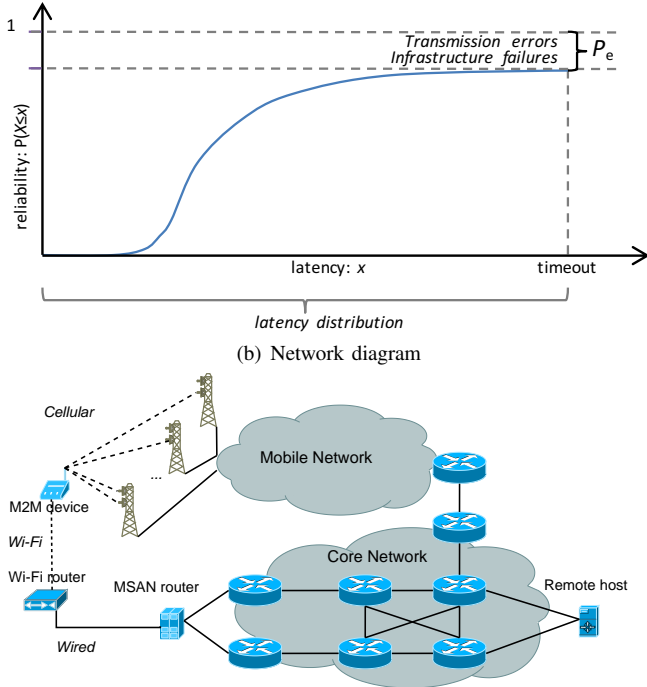 1
Transmission errors
Infrastructure failures
Pe
reliability: P(X≤x)
latency: x
timeout
latency distribution
(b) Network diagram
Cellular
...
Mobile Network
M2M device
Wi-Fi
Core Network
Wi-Fi router
MSAN router
Remote host
Wired